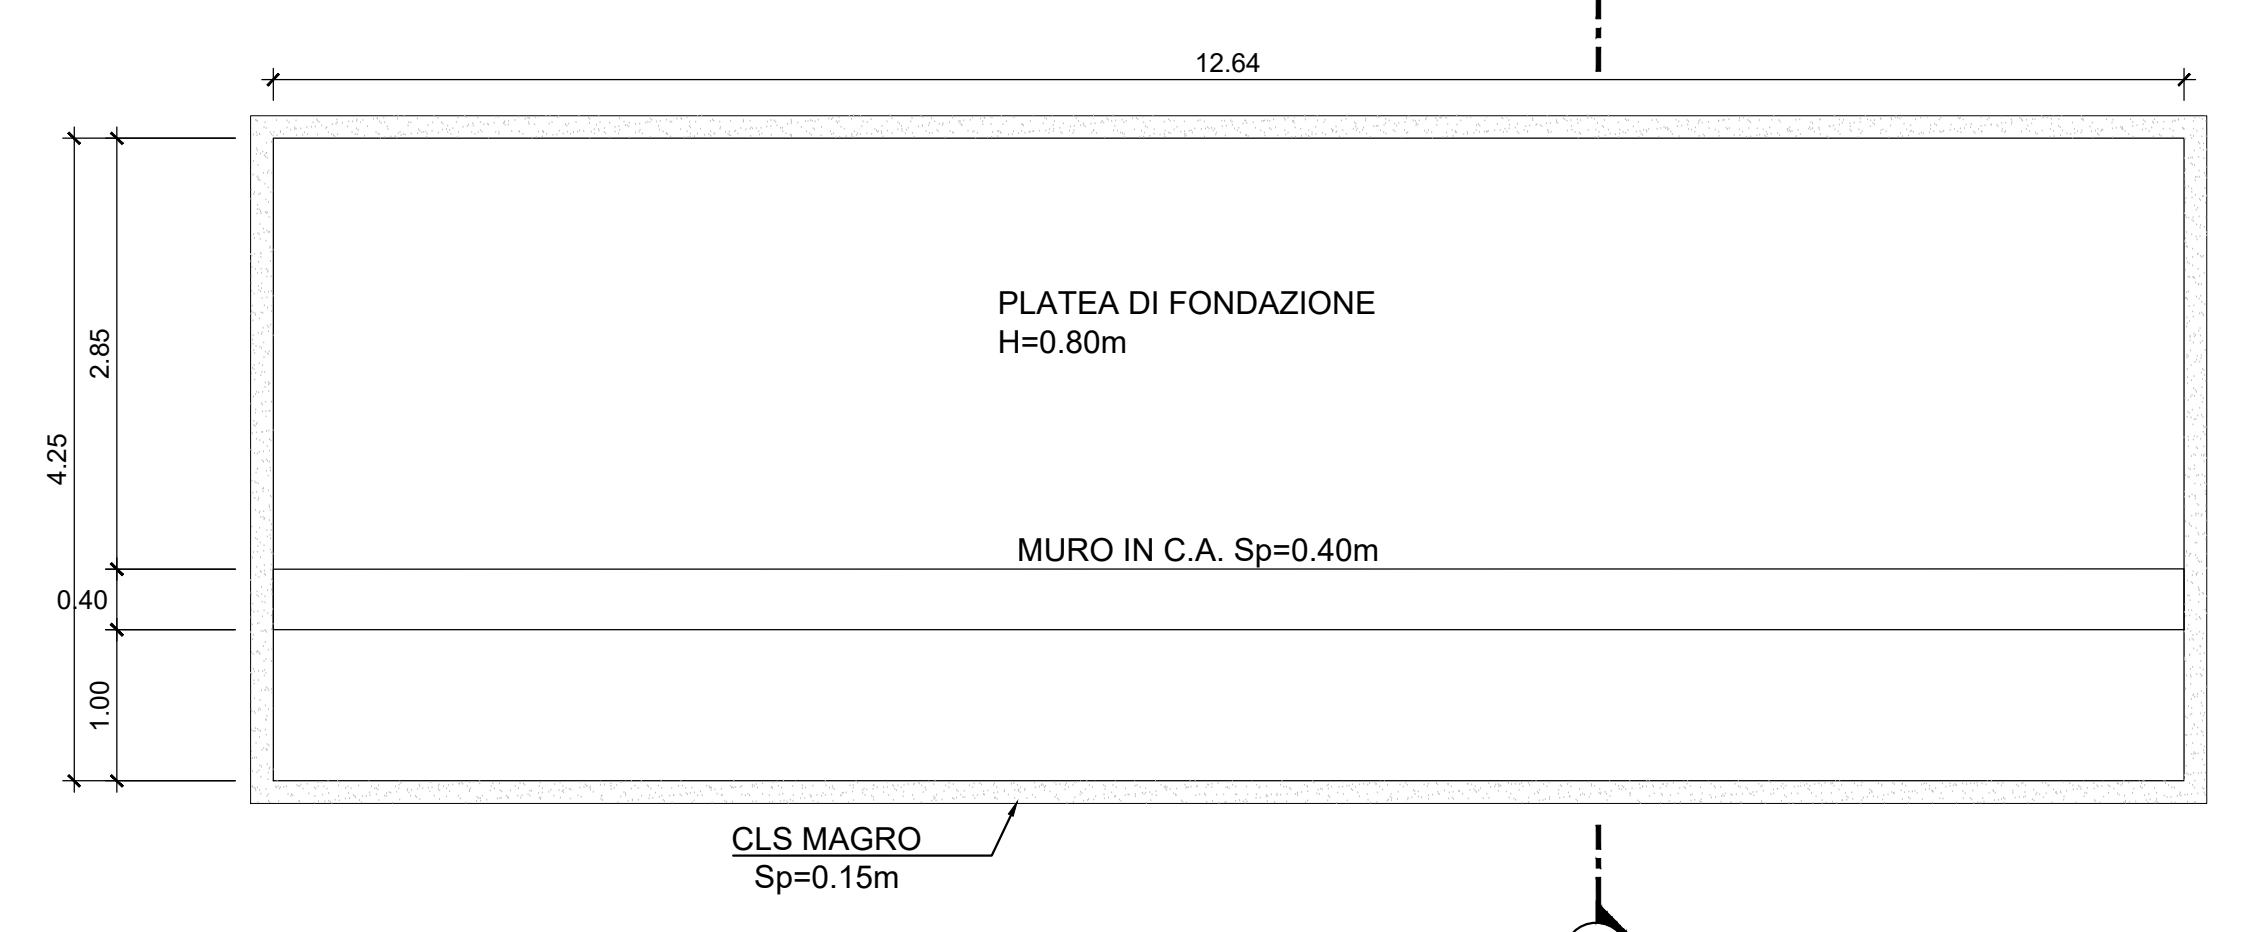 12.64
2.85
4.25
0.40
1.00
PLATEA DI FONDAZIONE
H=0.80m
MURO IN C.A. Sp=0.40m
CLS MAGRO
Sp=0.15m